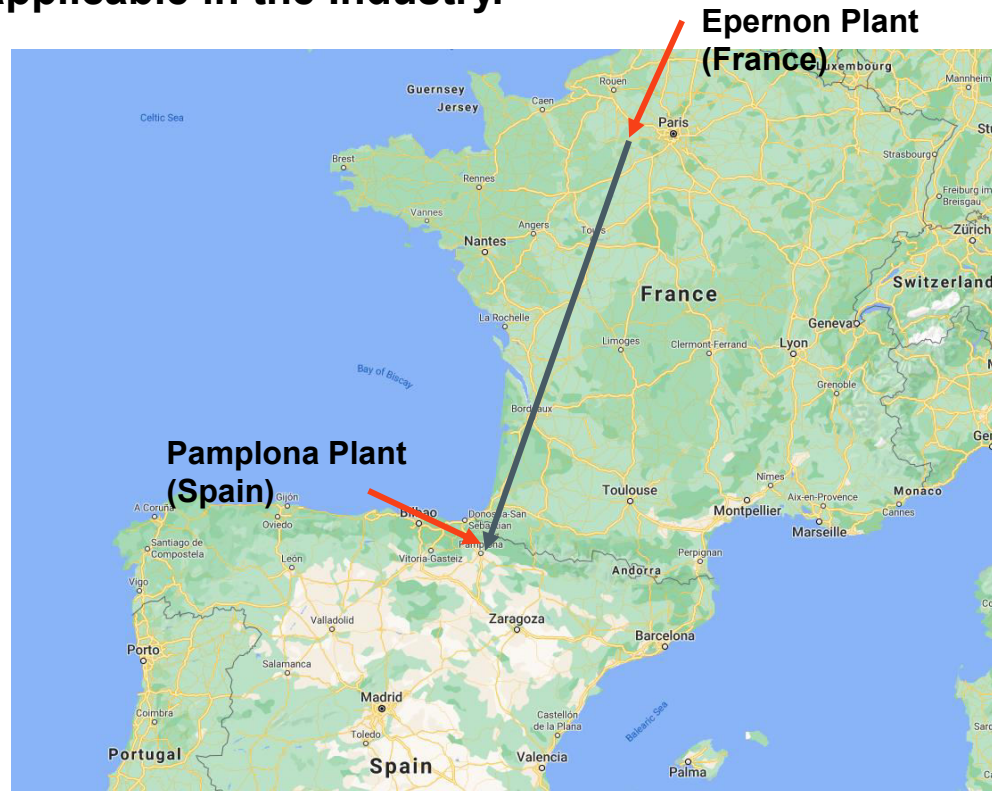 applicable in the industry.
Epernon Plant
(France)
Luxembourg
Mannheim
Guernsey
Jersey
Rouen
Caen
Celtic Sea
Paris
Strasbourg
Brest
Rennes
Freiburg im
Breisgau
Vannes
Angers
Tours
Zürich
Nantes
Switzerland
France
La Rochelle
Geneva
Limoges
Clermont-Ferrand
Lyon
Bay of Biscay
Grenoble
Bordeaux
Pamplona Plant
(Spain)
Toulouse
Nîmes
Aix-en-Provence
Monaco
Montpellier
Cannes
Marseille
A Coruña
Gijón
Oviedo
Bilbao
Donostia-San
Sebastián
Santiago de
Compostela
León
Vitoria-Gasteiz
Pamplona
Perpignan
Andorra
Vigo
Valladolid
Zaragoza
Barcelona
Porto
Salamanca
Madrid
Coimbra
Toledo
Castellón
de la Plana
Balearic Sea
Portugal
Spain
Valencia
Palma